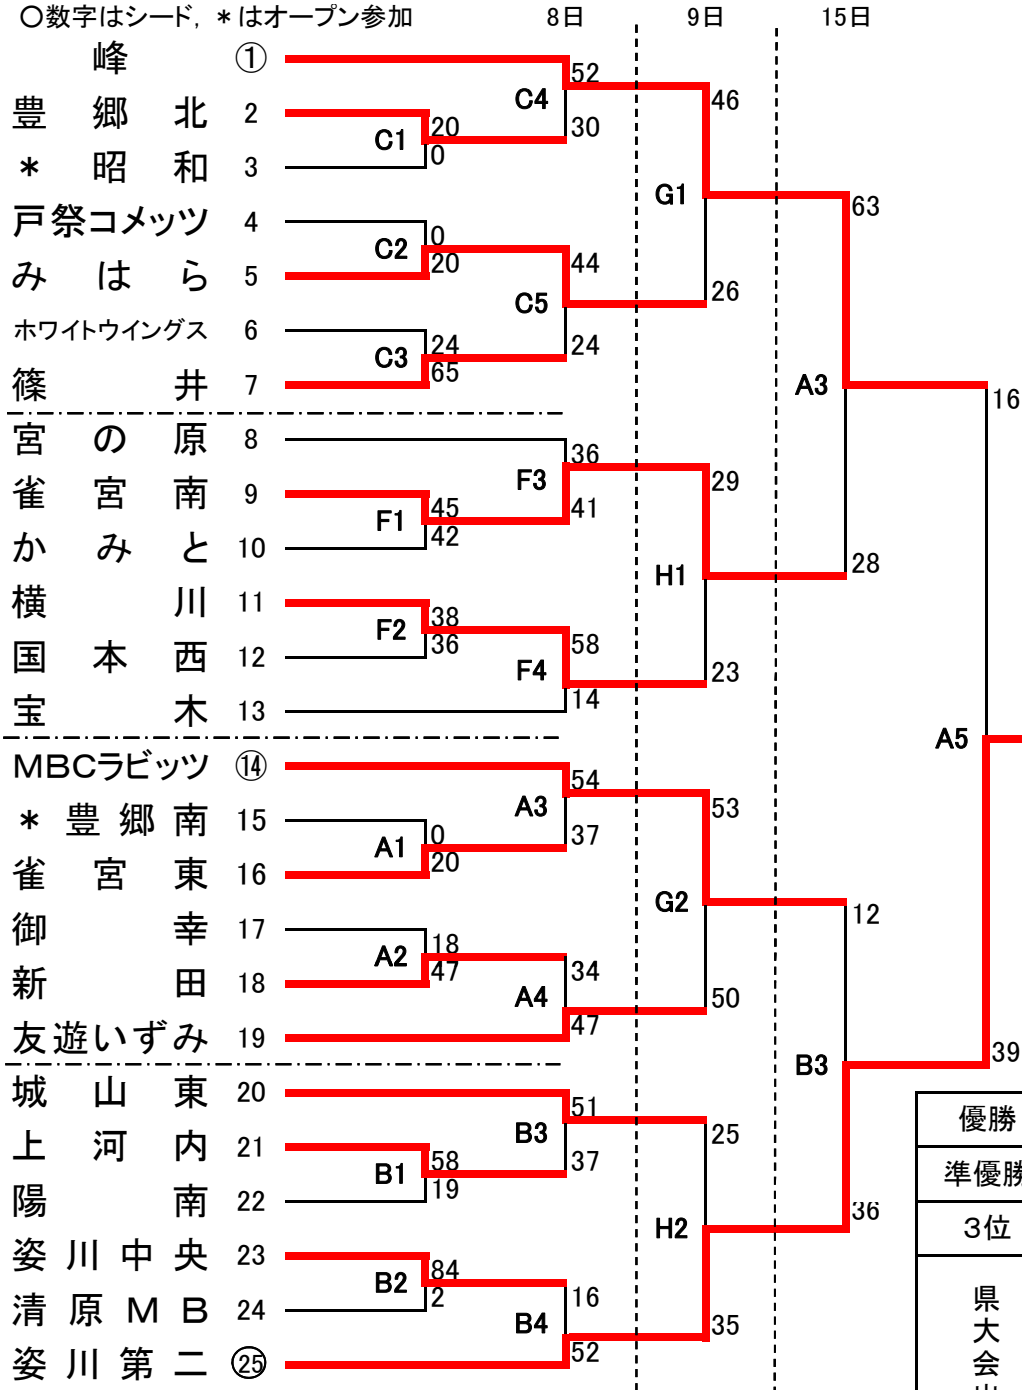 ○数字はシード, *はオープン参加 8日 9日 15日
峰 ①
豊郷北 2
*昭和 3
戸祭コメッツ 4
みはら 5
ホワイトウイングス 6
篠井 7
宮の原 8
雀宮南 9
かみと 10
横川 11
国本西 12
宝木 13
MBCラビッツ ⑭
*豊郷南 15
雀宮東 16
御幸 17
新田 18
友遊いずみ 19
城山東 20
上河内 21
陽南 22
姿川中央 23
清原MB 24
姿川第二 ㉕
C1 20 0
C2 0 20
C3 24 65
F1 45 42
F2 38 36
A1 0 20
A2 18 47
B1 58 19
B2 84 2
C4 52 30
C5 44 24
F3 36 41
F4 58 14
A3 54 37
A4 34 47
B3 51 37
B4 16 52
G1 46 26
H1 29 23
G2 53 50
H2 25 35
A3 63 28
B3 12 36
A5 16 39
優勝
準優勝
3位
県大会